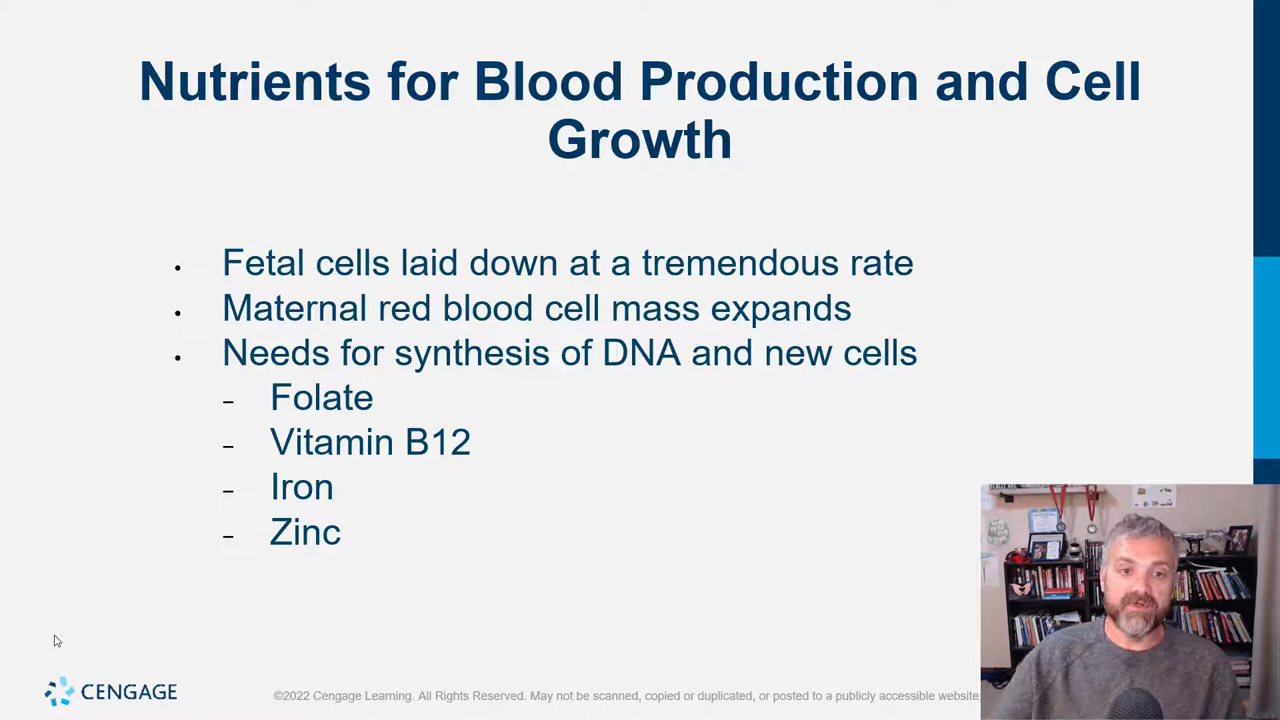 Nutrients for Blood Production and Cell
Growth
• Fetal cells laid down at a tremendous rate
• Maternal red blood cell mass expands
• Needs for synthesis of DNA and new cells
– Folate
– Vitamin B12
– Iron
– Zinc
CENGAGE
©2022 Cengage Learning. All Rights Reserved. May not be scanned, copied or duplicated, or posted to a publicly accessible website